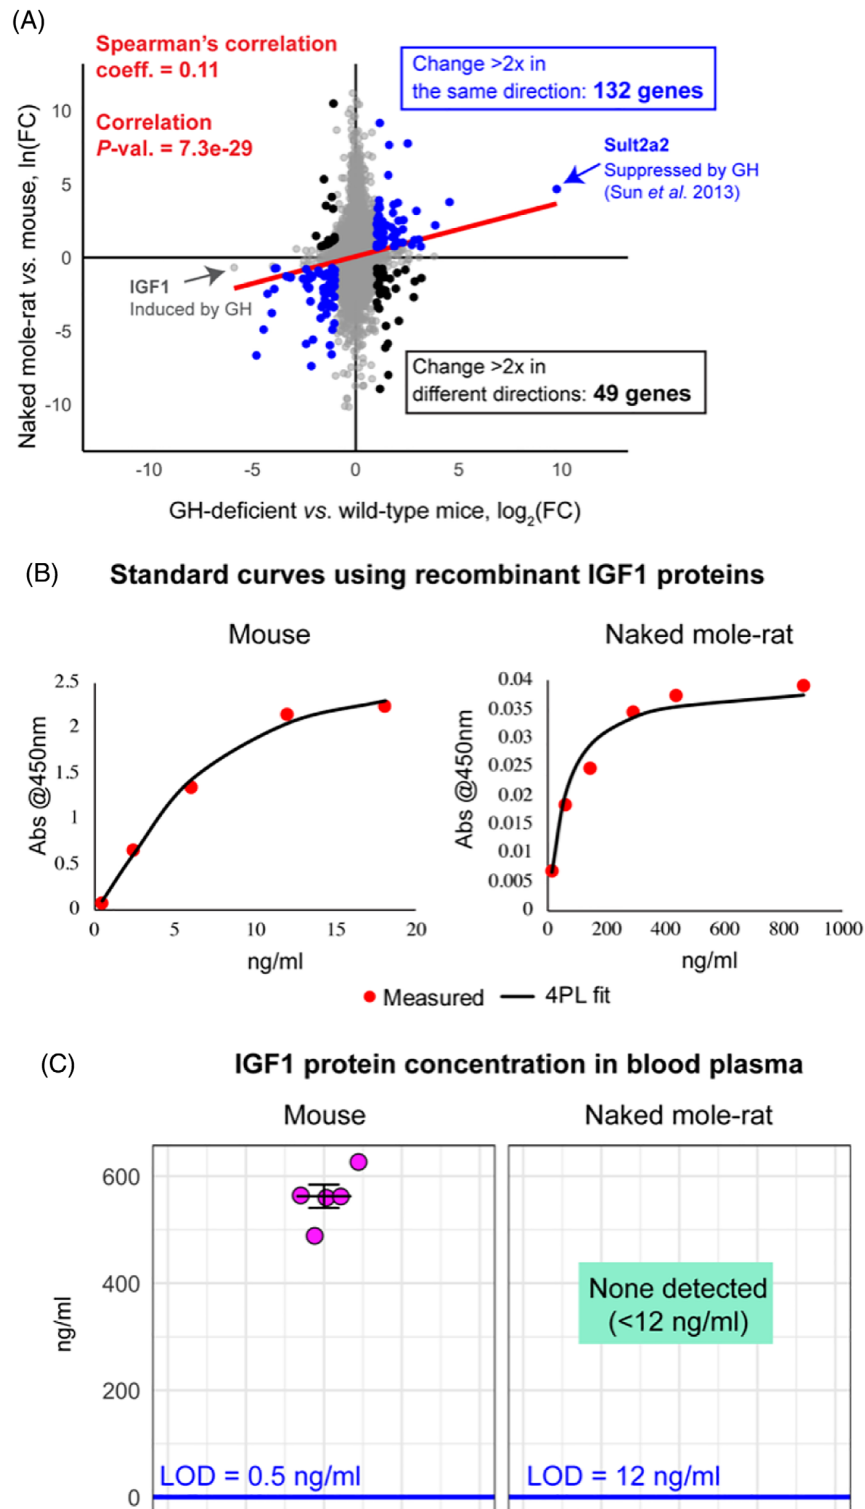 (A)
Spearman's correlation
coeff. = 0.11
Correlation
P-val. = 7.3e-29
Change >2x in
the same direction: 132 genes
Sult2a2
Suppressed by GH
(Sun et al. 2013)
IGF1
Induced by GH
Change >2x in
different directions: 49 genes
Naked mole-rat vs. mouse, ln(FC)
10
5
0
-5
-10
-10
-5
0
5
10
GH-deficient vs. wild-type mice, log2(FC)
(B)
Standard curves using recombinant IGF1 proteins
Mouse
Abs @450nm
2.5
2
1.5
1
0.5
0
0
5
10
15
20
ng/ml
Naked mole-rat
Abs @450nm
0.04
0.035
0.03
0.025
0.02
0.015
0.01
0.005
0
0
200
400
600
800
1000
ng/ml
Measured
4PL fit
(C)
IGF1 protein concentration in blood plasma
Mouse
Naked mole-rat
ng/ml
600
400
200
0
LOD = 0.5 ng/ml
None detected
(<12 ng/ml)
LOD = 12 ng/ml